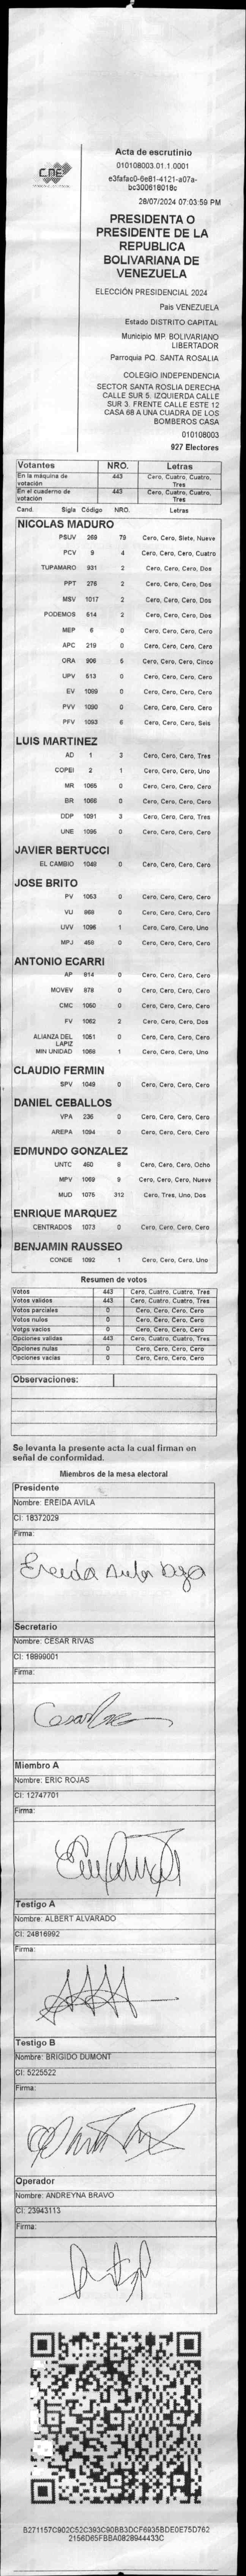 CNE
Acta de escrutinio
010108003.01.1.0001
e3fafac0-6e81-4121-a07a-
bc300618018c
28/07/2024 07:03:59 PM
PRESIDENTA O
PRESIDENTE DE LA
REPUBLICA
BOLIVARIANA DE
VENEZUELA
ELECCIÓN PRESIDENCIAL 2024
Pais VENEZUELA
Estado DISTRITO CAPITAL
Municipio MP. BOLIVARIANO
LIBERTADOR
Parroquia PQ. SANTA ROSALIA
COLEGIO INDEPENDENCIA
SECTOR SANTA ROSLIA DERECHA
CALLE SUR 5. IZQUIERDA CALLE
SUR 3. FRENTE CALLE ESTE 12
CASA 68 A UNA CUADRA DE LOS
BOMBEROS CASA
010108003
927 Electores
Votantes NRO. Letras
En la máquina de votación 443 Cero, Cuatro, Cuatro, Tres
En el cuaderno de votación 443 Cero, Cuatro, Cuatro, Tres
Cand. Sigla Código NRO. Letras
NICOLAS MADURO
PSUV 269 79 Cero, Cero, Siete, Nueve
PCV 9 4 Cero, Cero, Cero, Cuatro
TUPAMARO 931 2 Cero, Cero, Cero, Dos
PPT 276 2 Cero, Cero, Cero, Dos
MSV 1017 2 Cero, Cero, Cero, Dos
PODEMOS 514 2 Cero, Cero, Cero, Dos
MEP 6 0 Cero, Cero, Cero, Cero
APC 219 0 Cero, Cero, Cero, Cero
ORA 906 5 Cero, Cero, Cero, Cinco
UPV 513 0 Cero, Cero, Cero, Cero
EV 1089 0 Cero, Cero, Cero, Cero
PVV 1090 0 Cero, Cero, Cero, Cero
PFV 1093 6 Cero, Cero, Cero, Seis
LUIS MARTINEZ
AD 1 3 Cero, Cero, Cero, Tres
COPEI 2 1 Cero, Cero, Cero, Uno
MR 1065 0 Cero, Cero, Cero, Cero
BR 1066 0 Cero, Cero, Cero, Cero
DDP 1091 3 Cero, Cero, Cero, Tres
UNE 1095 0 Cero, Cero, Cero, Cero
JAVIER BERTUCCI
EL CAMBIO 1048 0 Cero, Cero, Cero, Cero
JOSE BRITO
PV 1053 0 Cero, Cero, Cero, Cero
VU 969 0 Cero, Cero, Cero, Cero
UVV 1096 1 Cero, Cero, Cero, Uno
MPJ 458 0 Cero, Cero, Cero, Cero
ANTONIO ECARRI
AP 814 0 Cero, Cero, Cero, Cero
MOVEV 878 0 Cero, Cero, Cero, Cero
CMC 1050 0 Cero, Cero, Cero, Cero
FV 1062 2 Cero, Cero, Cero, Dos
ALIANZA DEL LAPIZ 1051 0 Cero, Cero, Cero, Cero
MIN UNIDAD 1068 1 Cero, Cero, Cero, Uno
CLAUDIO FERMIN
SPV 1049 0 Cero, Cero, Cero, Cero
DANIEL CEBALLOS
VPA 236 0 Cero, Cero, Cero, Cero
AREPA 1094 0 Cero, Cero, Cero, Cero
EDMUNDO GONZALEZ
UNTC 460 8 Cero, Cero, Cero, Ocho
MPV 1069 9 Cero, Cero, Cero, Nueve
MUD 1075 312 Cero, Tres, Uno, Dos
ENRIQUE MARQUEZ
CENTRADOS 1073 0 Cero, Cero, Cero, Cero
BENJAMIN RAUSSEO
CONDE 1092 1 Cero, Cero, Cero, Uno
Resumen de votos
Votos 443 Cero, Cuatro, Cuatro, Tres
Votos validos 443 Cero, Cuatro, Cuatro, Tres
Votos parciales 0 Cero, Cero, Cero, Cero
Votos nulos 0 Cero, Cero, Cero, Cero
Votos vacios 0 Cero, Cero, Cero, Cero
Opciones validas 443 Cero, Cuatro, Cuatro, Tres
Opciones nulas 0 Cero, Cero, Cero, Cero
Opciones vacias 0 Cero, Cero, Cero, Cero
Observaciones:
Se levanta la presente acta la cual firman en
señal de conformidad.
Miembros de la mesa electoral
Presidente
Nombre: EREIDA AVILA
CI: 18372029
Firma:
Secretario
Nombre: CESAR RIVAS
CI: 18899001
Firma:
Miembro A
Nombre: ERIC ROJAS
CI: 12747701
Firma:
Testigo A
Nombre: ALBERT ALVARADO
CI: 24816992
Firma:
Testigo B
Nombre: BRIGIDO DUMONT
CI: 5225522
Firma:
Operador
Nombre: ANDREYNA BRAVO
CI: 23943113
Firma:
B271157C902C52C393C90BB3DCF6935BDE0E75D762
2156D65FBBA0828944433C